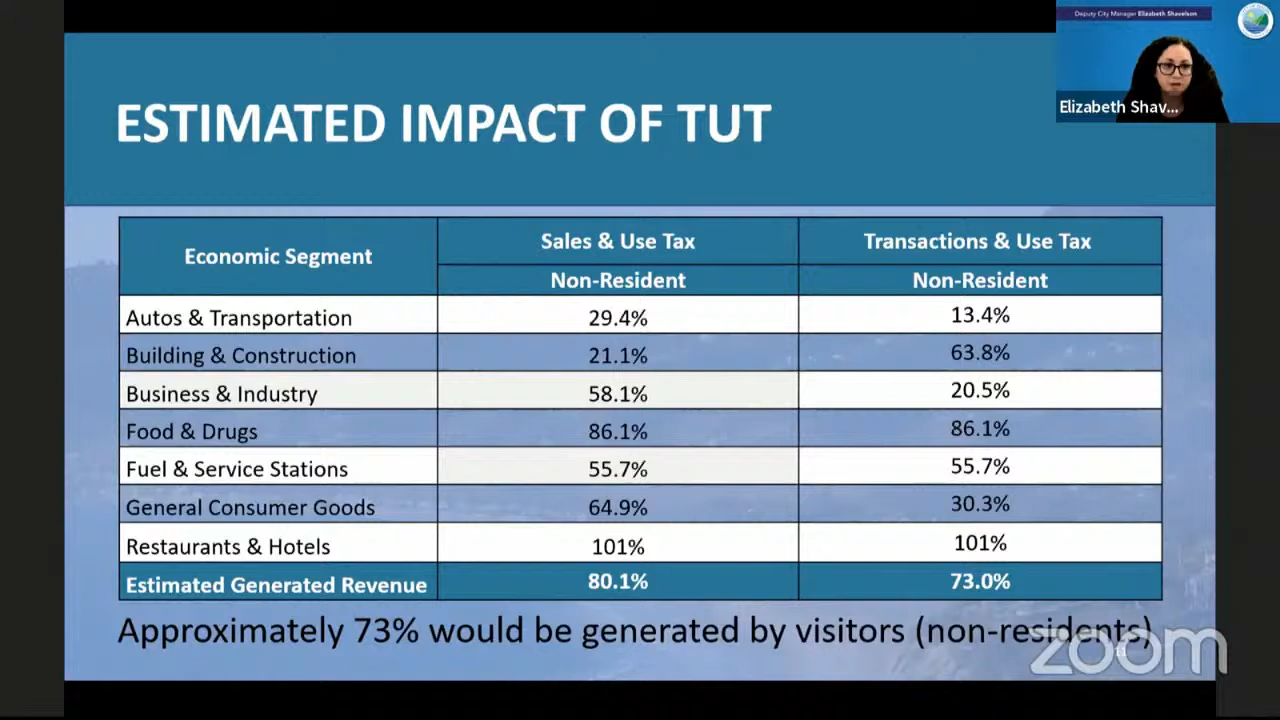 Deputy City Manager Elizabeth Shavelson
Elizabeth Shav...
ESTIMATED IMPACT OF TUT
Economic Segment
Sales & Use Tax
Transactions & Use Tax
Non-Resident
Non-Resident
Autos & Transportation 29.4% 13.4%
Building & Construction 21.1% 63.8%
Business & Industry 58.1% 20.5%
Food & Drugs 86.1% 86.1%
Fuel & Service Stations 55.7% 55.7%
General Consumer Goods 64.9% 30.3%
Restaurants & Hotels 101% 101%
Estimated Generated Revenue 80.1% 73.0%
Approximately 73% would be generated by visitors (non-residents)
zoom